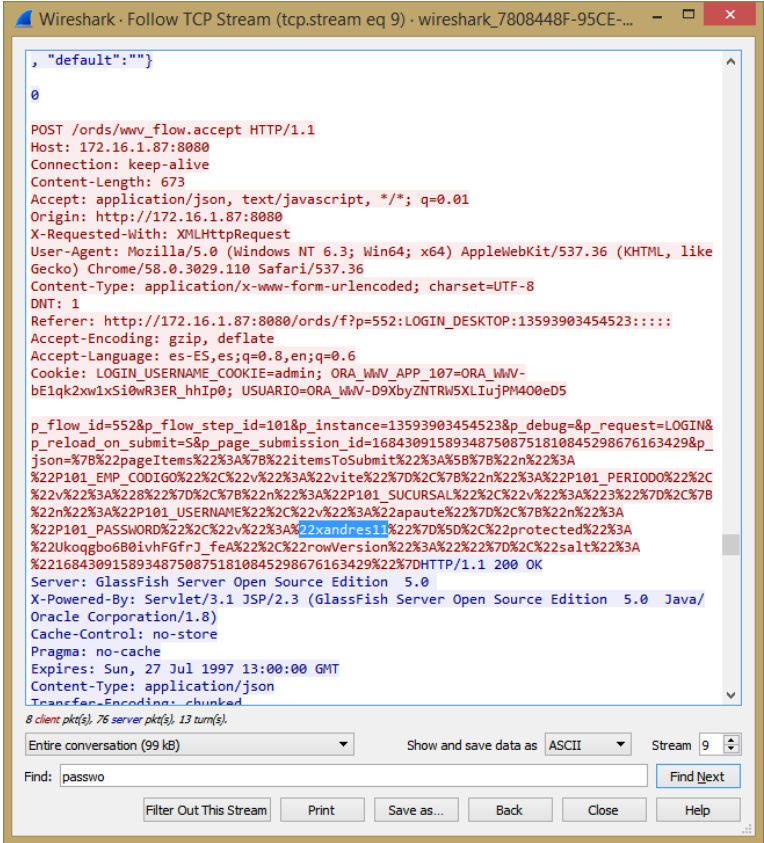 Wireshark · Follow TCP Stream (tcp.stream eq 9) · wireshark_7808448F-95CE-...
, "default":""}
0
POST /ords/wwv_flow.accept HTTP/1.1
Host: 172.16.1.87:8080
Connection: keep-alive
Content-Length: 673
Accept: application/json, text/javascript, */*; q=0.01
Origin: http://172.16.1.87:8080
X-Requested-With: XMLHttpRequest
User-Agent: Mozilla/5.0 (Windows NT 6.3; Win64; x64) AppleWebKit/537.36 (KHTML, like
Gecko) Chrome/58.0.3029.110 Safari/537.36
Content-Type: application/x-www-form-urlencoded; charset=UTF-8
DNT: 1
Referer: http://172.16.1.87:8080/ords/f?p=552:LOGIN_DESKTOP:13593903454523:::::
Accept-Encoding: gzip, deflate
Accept-Language: es-ES,es;q=0.8,en;q=0.6
Cookie: LOGIN_USERNAME_COOKIE=admin; ORA_WWV_APP_107=ORA_WWV-
bE1qk2xw1xSi0wR3ER_hhIp0; USUARIO=ORA_WWV-D9XbyZNTRW5XLIujPM4O0eD5
p_flow_id=552&p_flow_step_id=101&p_instance=13593903454523&p_debug=&p_request=LOGIN&
p_reload_on_submit=S&p_page_submission_id=168430915893487508751810845298676163429&p_
json=%7B%22pageItems%22%3A%7B%22itemsToSubmit%22%3A%5B%7B%22n%22%3A
%22P101_EMP_CODIGO%22%2C%22v%22%3A%22vite%22%7D%2C%7B%22n%22%3A%22P101_PERIODO%22%2C
%22v%22%3A%228%22%7D%2C%7B%22n%22%3A%22P101_SUCURSAL%22%2C%22v%22%3A%223%22%7D%2C%7B
%22n%22%3A%22P101_USERNAME%22%2C%22v%22%3A%22apaute%22%7D%2C%7B%22n%22%3A
%22P101_PASSWORD%22%2C%22v%22%3A%22xandres11%22%7D%5D%2C%22protected%22%3A
%22Ukoqgbo6B0ivhFGfrJ_feA%22%2C%22rowVersion%22%3A%22%22%7D%2C%22salt%22%3A
%22168430915893487508751810845298676163429%22%7DHTTP/1.1 200 OK
Server: GlassFish Server Open Source Edition  5.0
X-Powered-By: Servlet/3.1 JSP/2.3 (GlassFish Server Open Source Edition  5.0  Java/
Oracle Corporation/1.8)
Cache-Control: no-store
Pragma: no-cache
Expires: Sun, 27 Jul 1997 13:00:00 GMT
Content-Type: application/json
Transfer-Encoding: chunked
8 client pkt(s), 76 server pkt(s), 13 turn(s).
Entire conversation (99 kB) Show and save data as ASCII Stream 9
Find: passwo Find Next
Filter Out This Stream Print Save as... Back Close Help